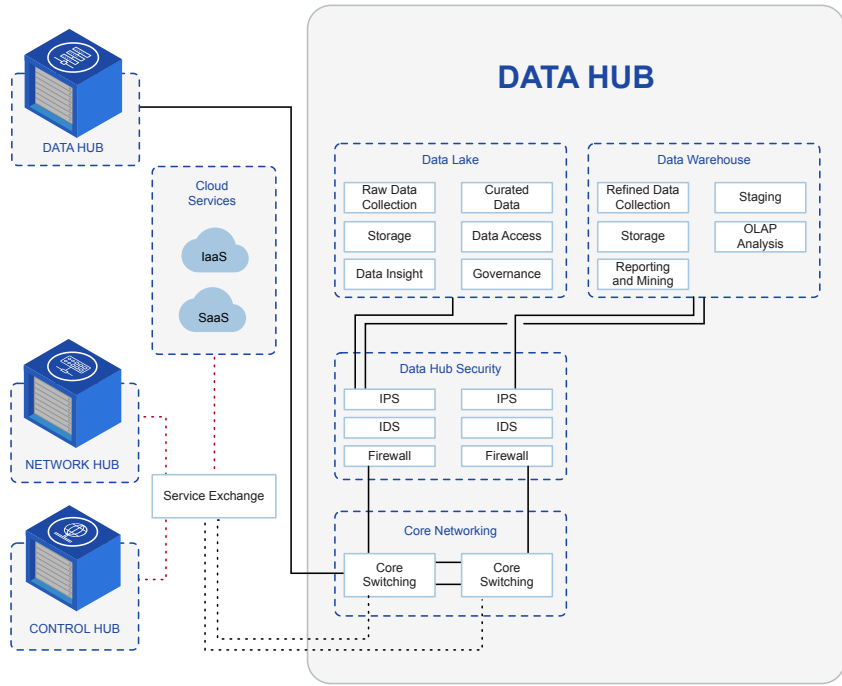 DATA HUB
DATA HUB
Cloud
Services
IaaS
SaaS
NETWORK HUB
Service Exchange
CONTROL HUB
Data Lake
Raw Data
Collection
Curated
Data
Storage
Data Access
Data Insight
Governance
Data Warehouse
Refined Data
Collection
Staging
Storage
OLAP
Analysis
Reporting
and Mining
Data Hub Security
IPS
IPS
IDS
IDS
Firewall
Firewall
Core Networking
Core
Switching
Core
Switching